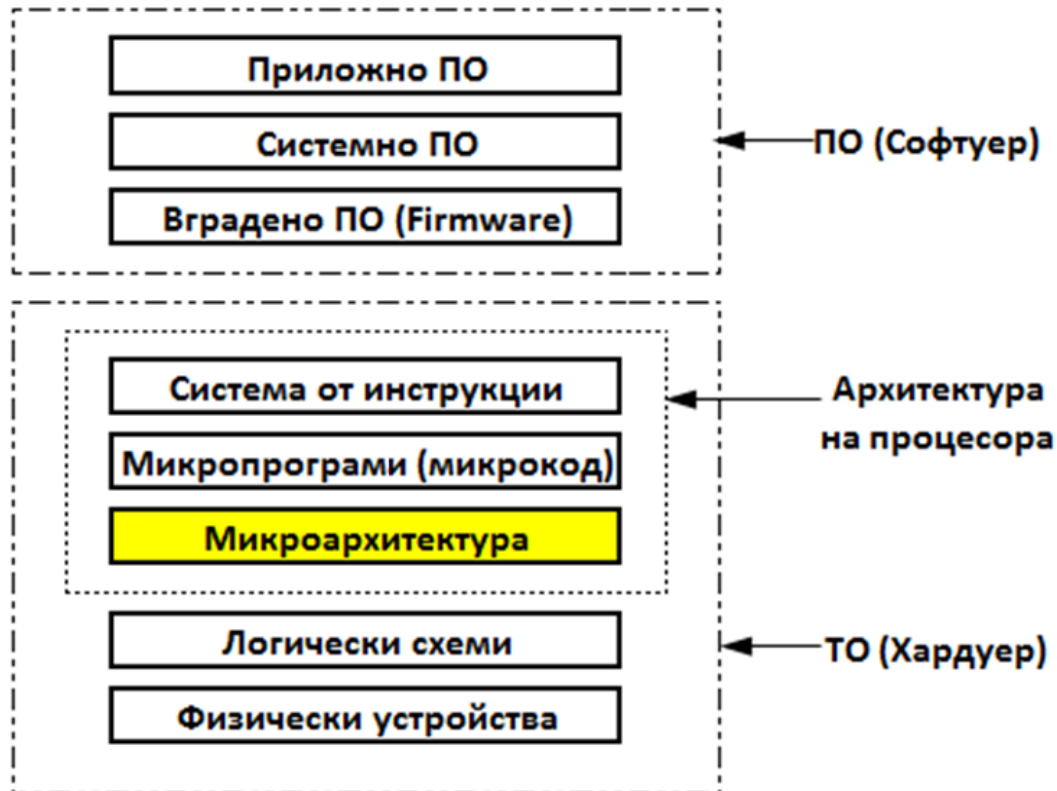 Приложно ПО
Системно ПО
Вградено ПО (Firmware)
ПО (Софтуер)
Система от инструкции
Микропрограми (микрокод)
Микроархитектура
Архитектура
на процесора
Логически схеми
Физически устройства
ТО (Хардуер)